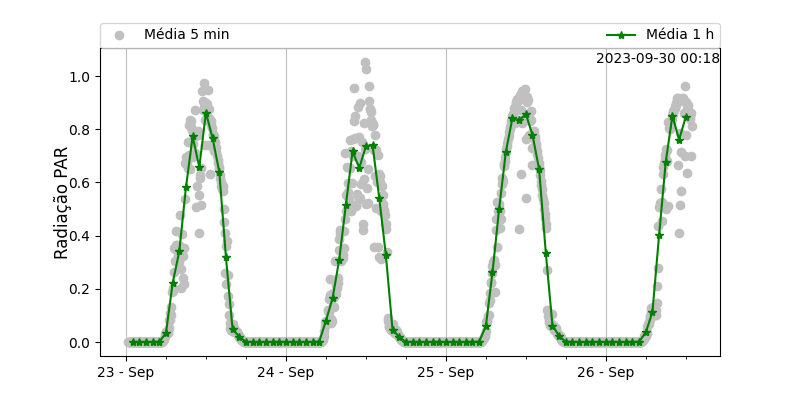 Média 5 min
Média 1 h
2023-09-30 00:18
Radiação PAR
1.0
0.8
0.6
0.4
0.2
0.0
23 - Sep
24 - Sep
25 - Sep
26 - Sep